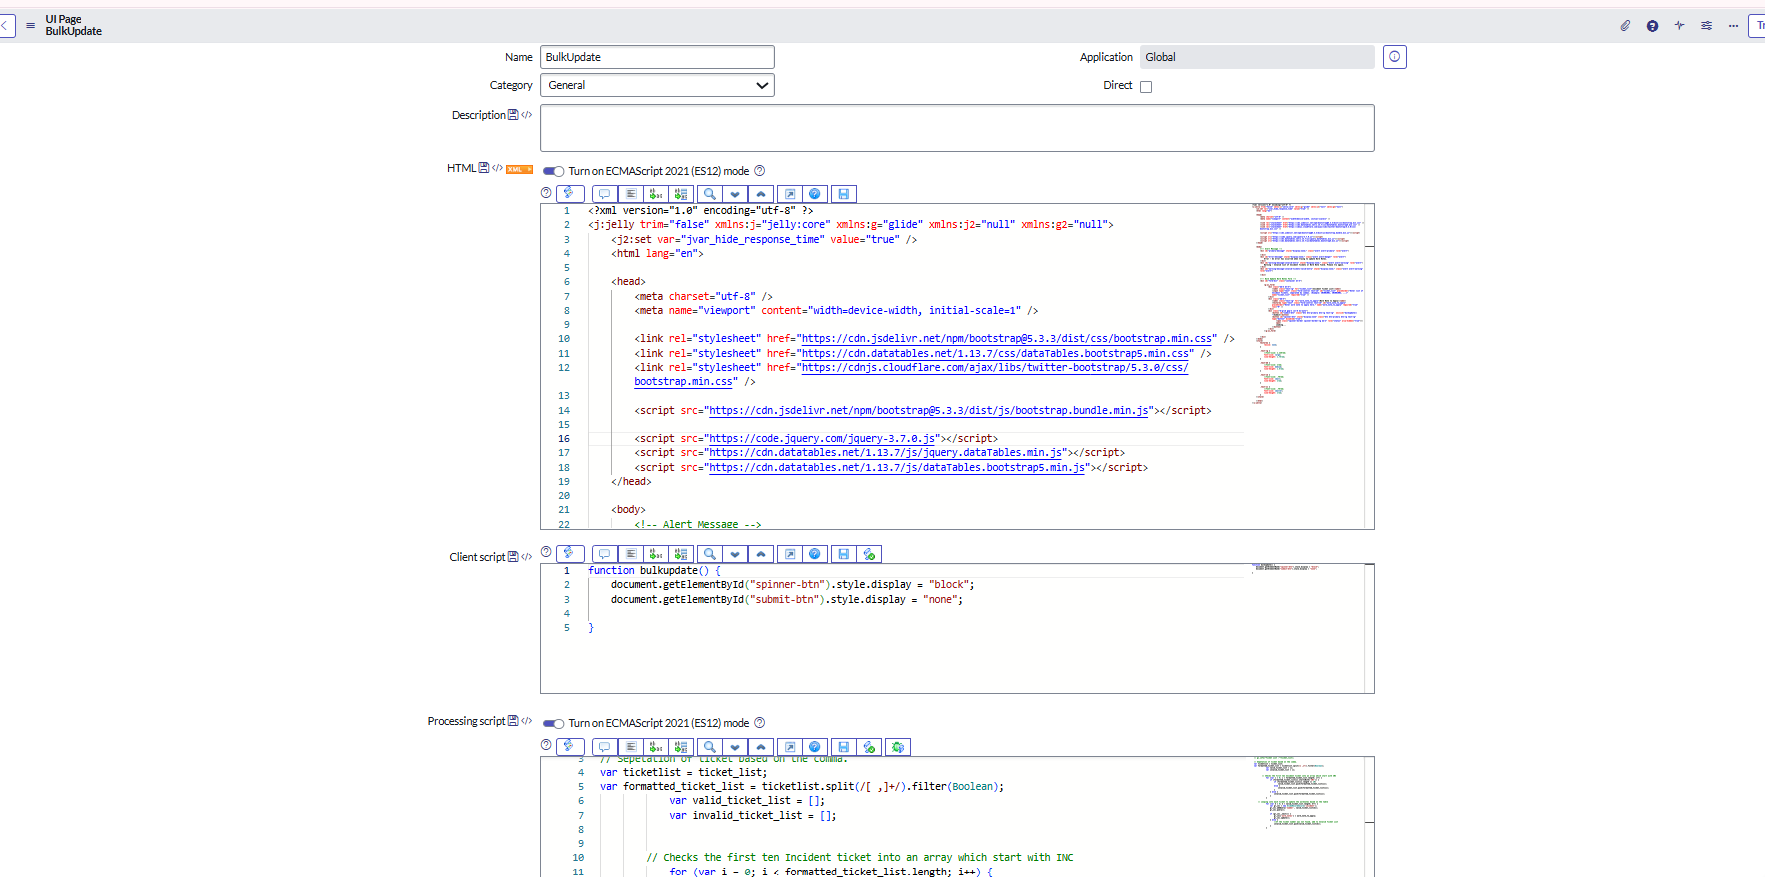 UI Page
BulkUpdate
Name BulkUpdate
Application Global
Category General
Direct
Description
HTML XML
Turn on ECMAScript 2021 (ES12) mode
1 <?xml version="1.0" encoding="utf-8" ?>
2 <j:jelly trim="false" xmlns:j="jelly:core" xmlns:g="glide" xmlns:j2="null" xmlns:g2="null">
3 <j2:set var="jvar_hide_response_time" value="true" />
4 <html lang="en">
5
6 <head>
7 <meta charset="utf-8" />
8 <meta name="viewport" content="width=device-width, initial-scale=1" />
9
10 <link rel="stylesheet" href="https://cdn.jsdelivr.net/npm/bootstrap@5.3.3/dist/css/bootstrap.min.css" />
11 <link rel="stylesheet" href="https://cdn.datatables.net/1.13.7/css/dataTables.bootstrap5.min.css" />
12 <link rel="stylesheet" href="https://cdnjs.cloudflare.com/ajax/libs/twitter-bootstrap/5.3.0/css/
bootstrap.min.css" />
13
14 <script src="https://cdn.jsdelivr.net/npm/bootstrap@5.3.3/dist/js/bootstrap.bundle.min.js"></script>
15
16 <script src="https://code.jquery.com/jquery-3.7.0.js"></script>
17 <script src="https://cdn.datatables.net/1.13.7/js/jquery.dataTables.min.js"></script>
18 <script src="https://cdn.datatables.net/1.13.7/js/dataTables.bootstrap5.min.js"></script>
19 </head>
20
21 <body>
22 <!-- Alert Message -->
Client script
1 function bulkupdate() {
2 document.getElementById("spinner-btn").style.display = "block";
3 document.getElementById("submit-btn").style.display = "none";
4
5 }
Processing script
Turn on ECMAScript 2021 (ES12) mode
3 // Sepetation of ticket based on the comma.
4 var ticketlist = ticket_list;
5 var formatted_ticket_list = ticketlist.split(/[ ,]+/).filter(Boolean);
6 var valid_ticket_list = [];
7 var invalid_ticket_list = [];
8
9
10 // Checks the first ten Incident ticket into an array which start with INC
11 for (var i = 0; i < formatted_ticket_list.length; i++) {